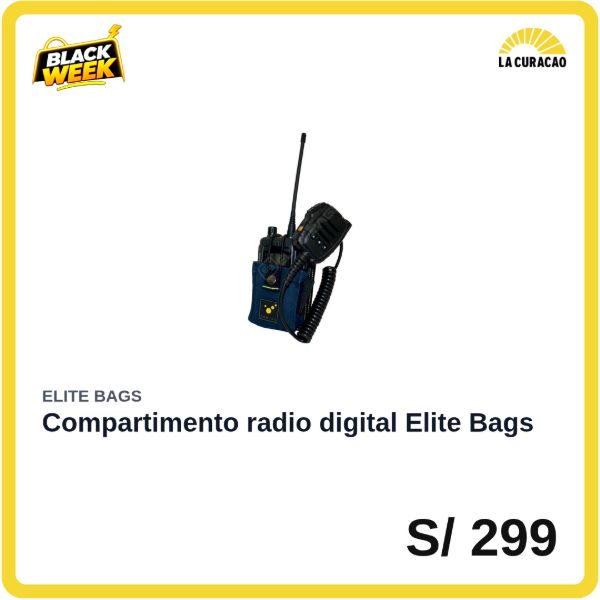 BLACK
WEEK
LA CURACAO
ELITE BAGS
Compartimento radio digital Elite Bags
S/ 299